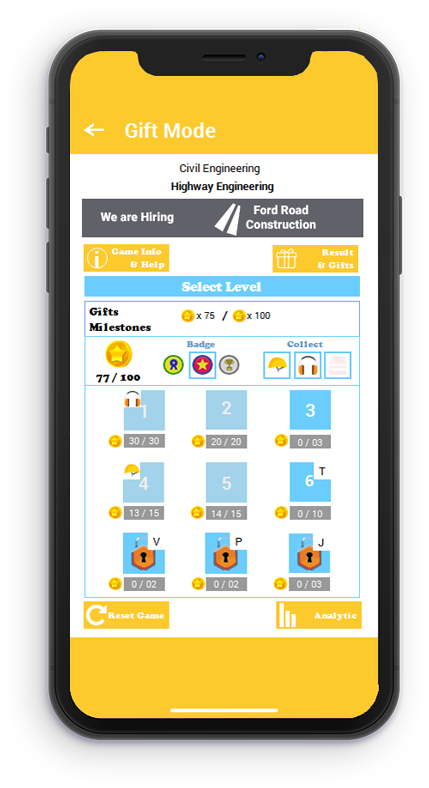 Gift Mode
Civil Engineering
Highway Engineering
We are Hiring
Ford Road
Construction
Game Info
& Help
Result
& Gifts
Select Level
Gifts
Milestones
x 75 / x 100
77 / 100
Badge
Collect
1
2
3
30 / 30
20 / 20
0 / 03
4
5
6
T
13 / 15
14 / 15
0 / 10
V
P
J
0 / 02
0 / 02
0 / 03
Reset Game
Analytic